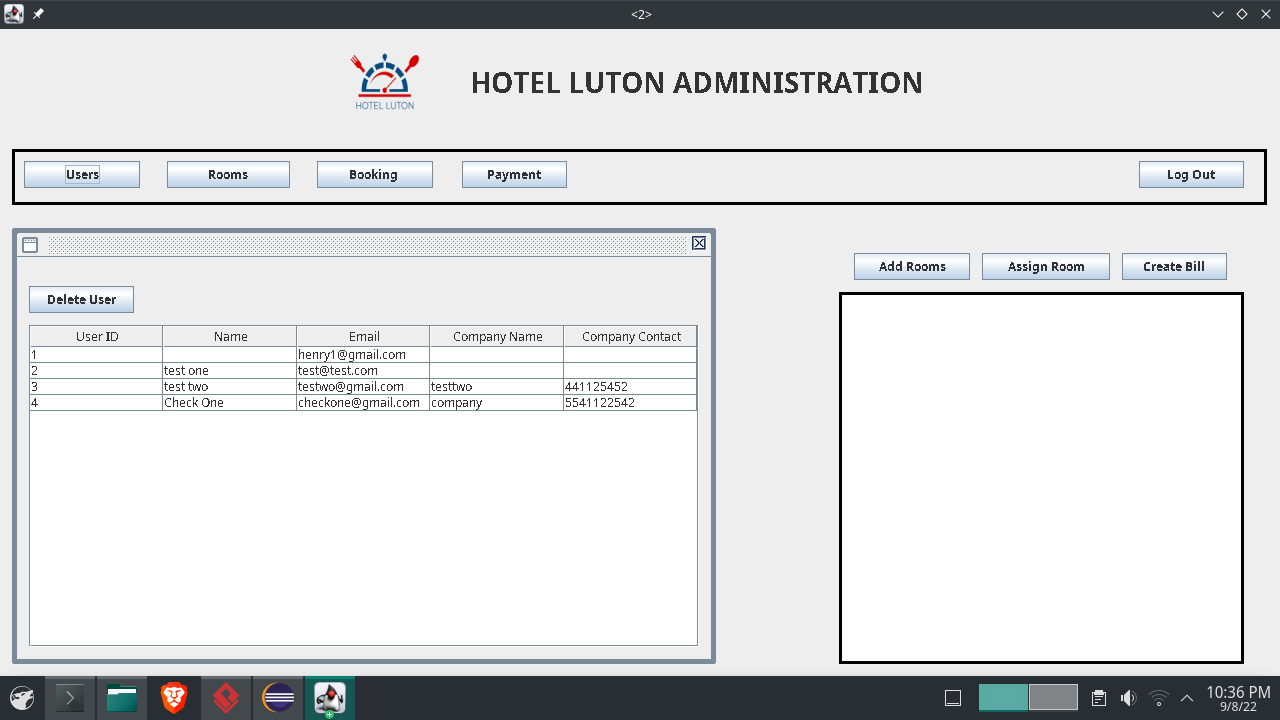 <2>
HOTEL LUTON
HOTEL LUTON ADMINISTRATION
Users Rooms Booking Payment Log Out
Add Rooms Assign Room Create Bill
Delete User
User ID Name Email Company Name Company Contact
1 henry1@gmail.com
2 test one test@test.com
3 test two testwo@gmail.com testtwo 441125452
4 Check One checkone@gmail.com company 5541122542
10:36 PM
9/8/22